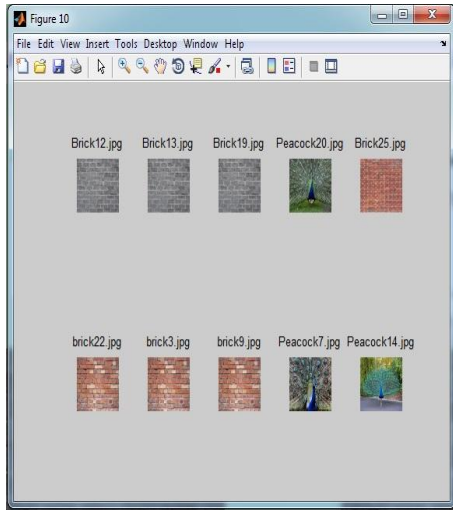 Figure 10
File Edit View Insert Tools Desktop Window Help
Brick12.jpg Brick13.jpg Brick19.jpg Peacock20.jpg Brick25.jpg
brick22.jpg brick3.jpg brick9.jpg Peacock7.jpg Peacock14.jpg